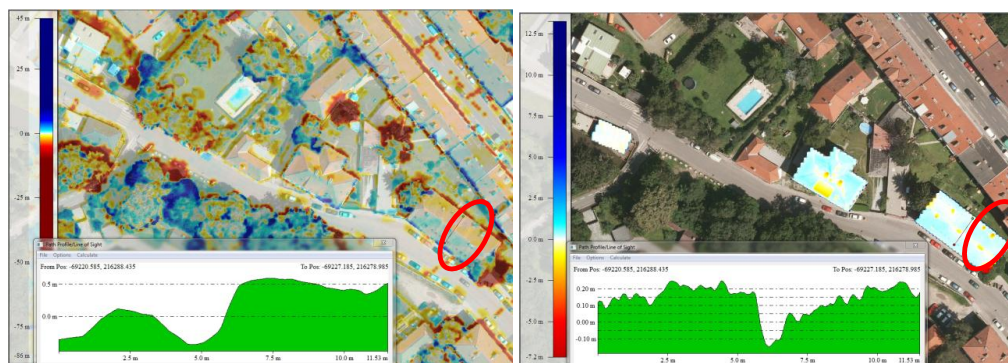 45 m
25 m
0 m
-25 m
-50 m
-75 m
-86 m
Path Profile/Line of Sight
File Options Calculate
From Pos: -69220.585, 216288.435 To Pos: -69227.185, 216278.985
0.5 m
0.0 m
2.5 m 5.0 m 7.5 m 11.53 m
12.5 m
10.0 m
7.5 m
5.0 m
2.5 m
0.0 m
-2.5 m
-5.0 m
-7.2 m
Path Profile/Line of Sight
File Options Calculate
From Pos: -69220.585, 216288.435 To Pos: -69227.185, 216278.985
0.20 m
0.10 m
0.00 m
-0.10 m
2.5 m 5.0 m 7.5 m 11.53 m